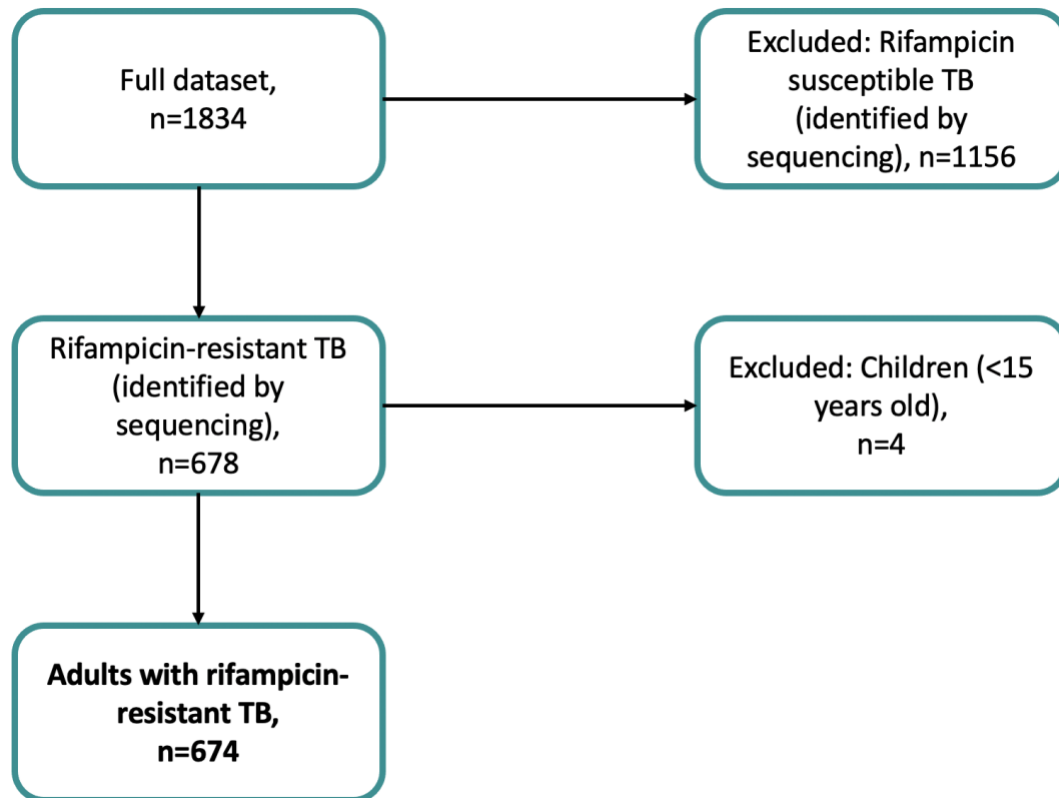 Full dataset,
n=1834
Excluded: Rifampicin
susceptible TB
(identified by
sequencing), n=1156
Rifampicin-resistant TB
(identified by
sequencing),
n=678
Excluded: Children (<15
years old),
n=4
Adults with rifampicin-
resistant TB,
n=674